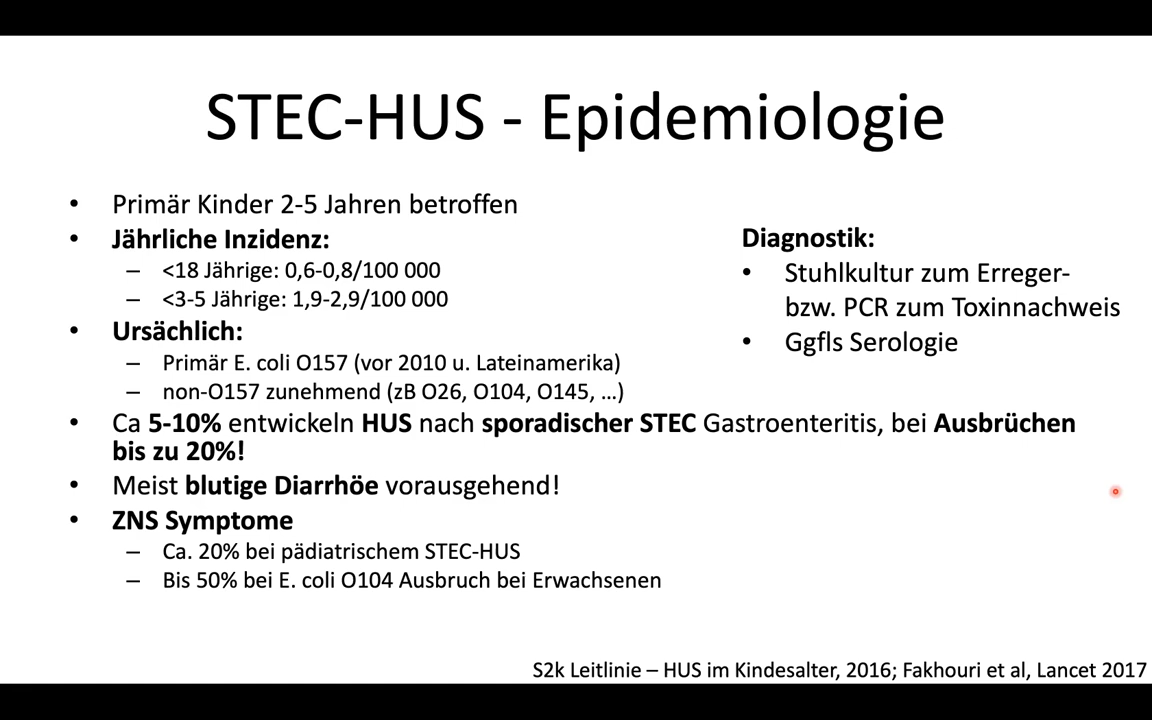 STEC-HUS - Epidemiologie
• Primär Kinder 2-5 Jahren betroffen
• Jährliche Inzidenz:
– <18 Jährige: 0,6-0,8/100 000
– <3-5 Jährige: 1,9-2,9/100 000
• Ursächlich:
– Primär E. coli O157 (vor 2010 u. Lateinamerika)
– non-O157 zunehmend (zB O26, O104, O145, …)
• Ca 5-10% entwickeln HUS nach sporadischer STEC Gastroenteritis, bei Ausbrüchen
bis zu 20%!
• Meist blutige Diarrhöe vorausgehend!
• ZNS Symptome
– Ca. 20% bei pädiatrischem STEC-HUS
– Bis 50% bei E. coli O104 Ausbruch bei Erwachsenen
Diagnostik:
• Stuhlkultur zum Erreger-
bzw. PCR zum Toxinnachweis
• Ggfls Serologie
S2k Leitlinie – HUS im Kindesalter, 2016; Fakhouri et al, Lancet 2017